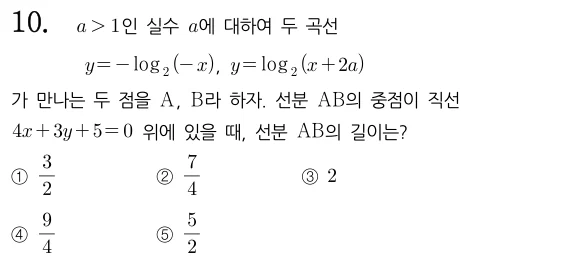 10. a > 1인 실수 a에 대하여 두 곡선
y = −log₂(−x), y = log₂(x+2a)
가 만나는 두 점을 A, B라 하자. 선분 AB의 중점이 직선
4x+3y+5=0 위에 있을 때, 선분 AB의 길이는?
① 3/2 ② 7/4 ③ 2
④ 9/4 ⑤ 5/2